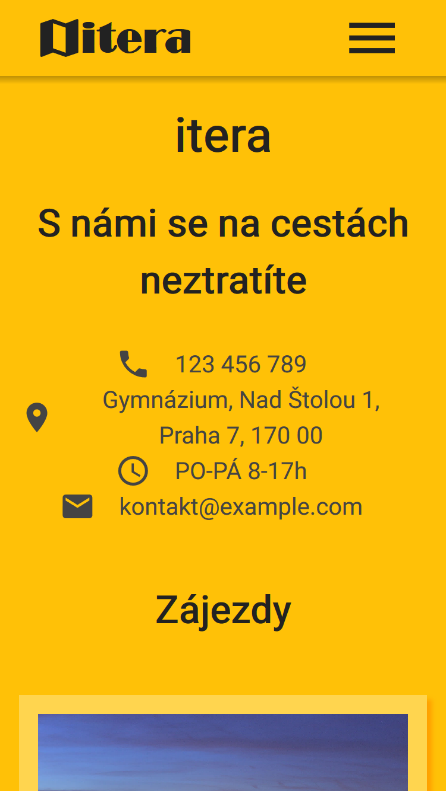 itera
itera
S námi se na cestách
neztratíte
123 456 789
Gymnázium, Nad Štolou 1,
Praha 7, 170 00
PO-PÁ 8-17h
kontakt@example.com
Zájezdy